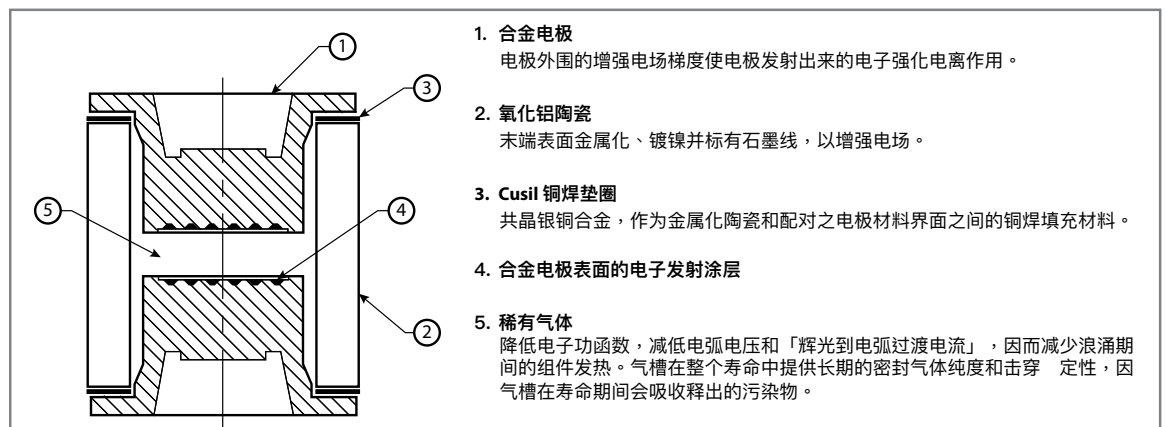 1
3
5
4
2
1. 合金电极
电极外围的增强电场梯度使电极发射出来的电子强化电离作用。
2. 氧化铝陶瓷
末端表面金属化、镀镍并标有石墨线，以增强电场。
3. Cusil 铜焊垫圈
共晶银铜合金，作为金属化陶瓷和配对之电极材料界面之间的铜焊填充材料。
4. 合金电极表面的电子发射涂层
5. 稀有气体
降低电子功函数，减低电弧电压和「辉光到电弧过渡电流」，因而减少浪涌期
间的组件发热。气槽在整个寿命中提供长期的密封气体纯度和击穿　定性，因
气槽在寿命期间会吸收释出的污染物。